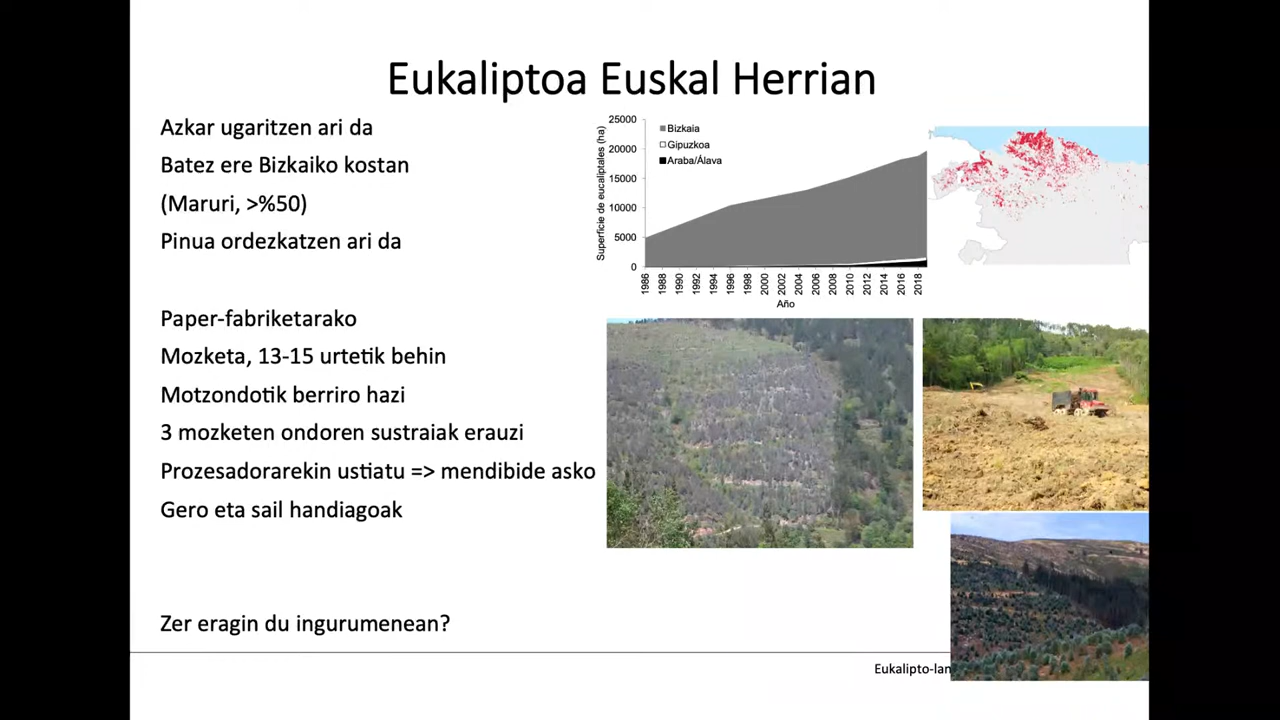 Eukaliptoa Euskal Herrian
Azkar ugaritzen ari da
Batez ere Bizkaiko kostan
(Maruri, >%50)
Pinua ordezkatzen ari da
Paper-fabriketarako
Mozketa, 13-15 urtetik behin
Motzondotik berriro hazi
3 mozketen ondoren sustraiak erauzi
Prozesadorarekin ustiatu => mendibide asko
Gero eta sail handiagoak
Zer eragin du ingurumenean?
Superficie de eucaliptales (ha)
25000
20000
15000
10000
5000
0
Bizkaia
Gipuzkoa
Araba/Álava
1986
1988
1990
1992
1994
1996
1998
2000
2002
2004
2006
2008
2010
2012
2014
2016
2018
Año
Eukalipto-lan